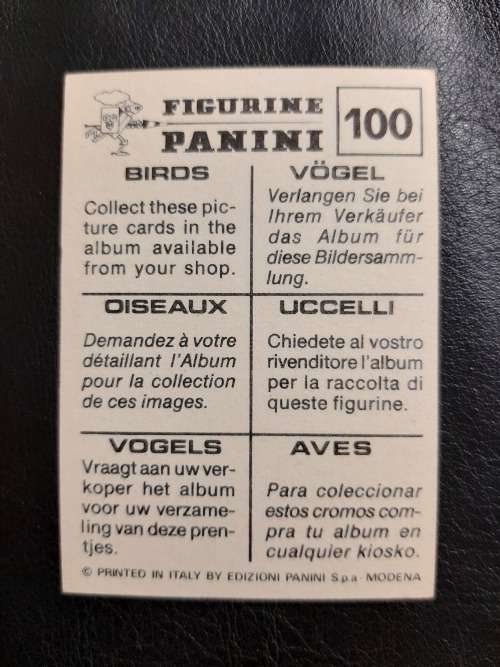 FIGURINE
PANINI
100
BIRDS
Collect these pic-
ture cards in the
album available
from your shop.
VÖGEL
Verlangen Sie bei
Ihrem Verkäufer
das Album für
diese Bildersamm-
lung.
OISEAUX
Demandez à votre
détaillant l'Album
pour la collection
de ces images.
UCCELLI
Chiedete al vostro
rivenditore l'album
per la raccolta di
queste figurine.
VOGELS
Vraagt aan uw ver-
koper het album
voor uw verzame-
ling van deze pren-
tjes.
AVES
Para coleccionar
estos cromos com-
pra tu album en
cualquier kiosko.
© PRINTED IN ITALY BY EDIZIONI PANINI S.p.a - MODENA